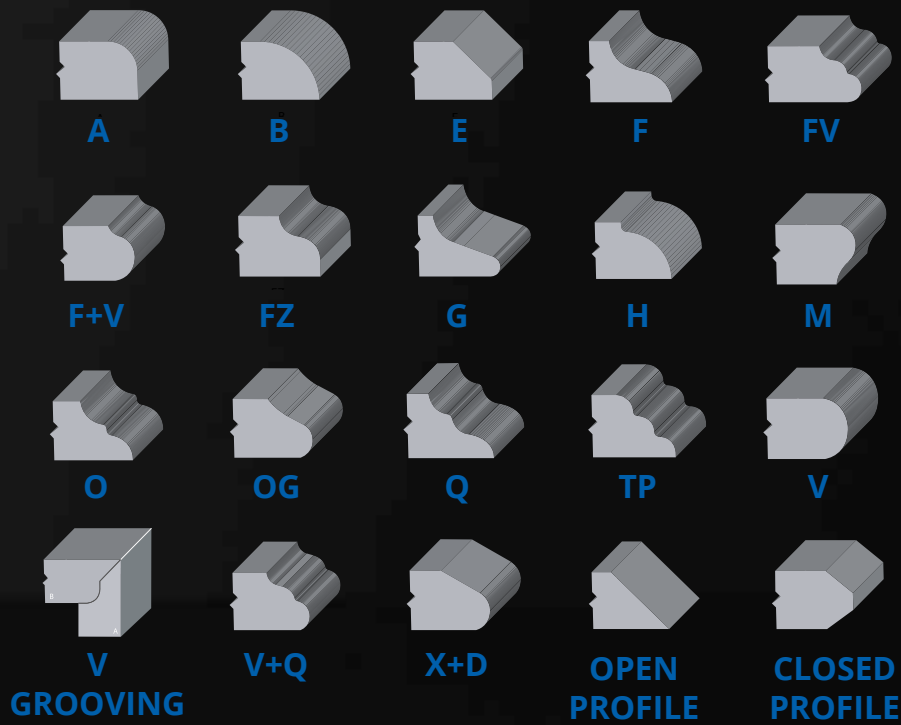 A B E F FV
F+V FZ G H M
O OG Q TP V
B
A
V V+Q X+D OPEN CLOSED
GROOVING PROFILE PROFILE